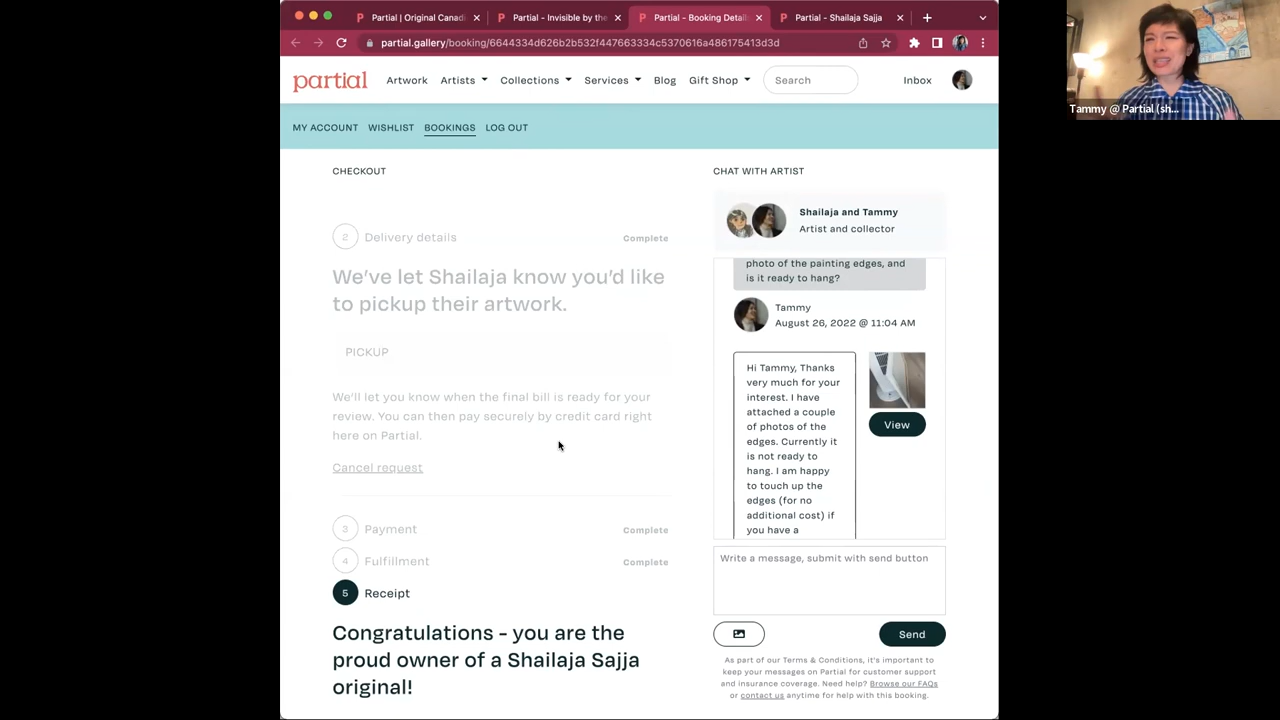 Partial | Original Canadi
Partial - Invisible by the
Partial - Booking Detail
Partial - Shailaja Sajja
partial.gallery/booking/6644334d626b2b532f447663334c5370616a486175413d3d
partial
Artwork
Artists
Collections
Services
Blog
Gift Shop
Search
Inbox
MY ACCOUNT
WISHLIST
BOOKINGS
LOG OUT
CHECKOUT
2 Delivery details
Complete
We've let Shailaja know you'd like
to pickup their artwork.
PICKUP
We'll let you know when the final bill is ready for your
review. You can then pay securely by credit card right
here on Partial.
Cancel request
3 Payment
Complete
4 Fulfillment
Complete
5 Receipt
Congratulations - you are the
proud owner of a Shailaja Sajja
original!
CHAT WITH ARTIST
Shailaja and Tammy
Artist and collector
photo of the painting edges, and
is it ready to hang?
Tammy
August 26, 2022 @ 11:04 AM
Hi Tammy, Thanks
very much for your
interest. I have
attached a couple
of photos of the
edges. Currently it
is not ready to
hang. I am happy
to touch up the
edges (for no
additional cost) if
you have a
View
Write a message, submit with send button
Send
As part of our Terms & Conditions, it's important to
keep your messages on Partial for customer support
and insurance coverage. Need help? Browse our FAQs
or contact us anytime for help with this booking.
Tammy @ Partial (sh...